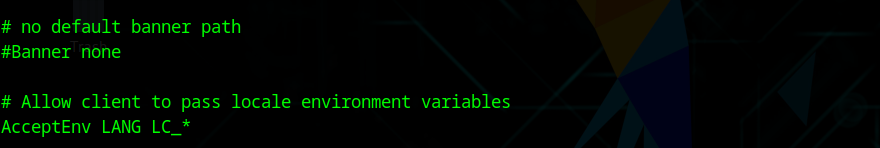 # no default banner path
#Banner none
# Allow client to pass locale environment variables
AcceptEnv LANG LC_*